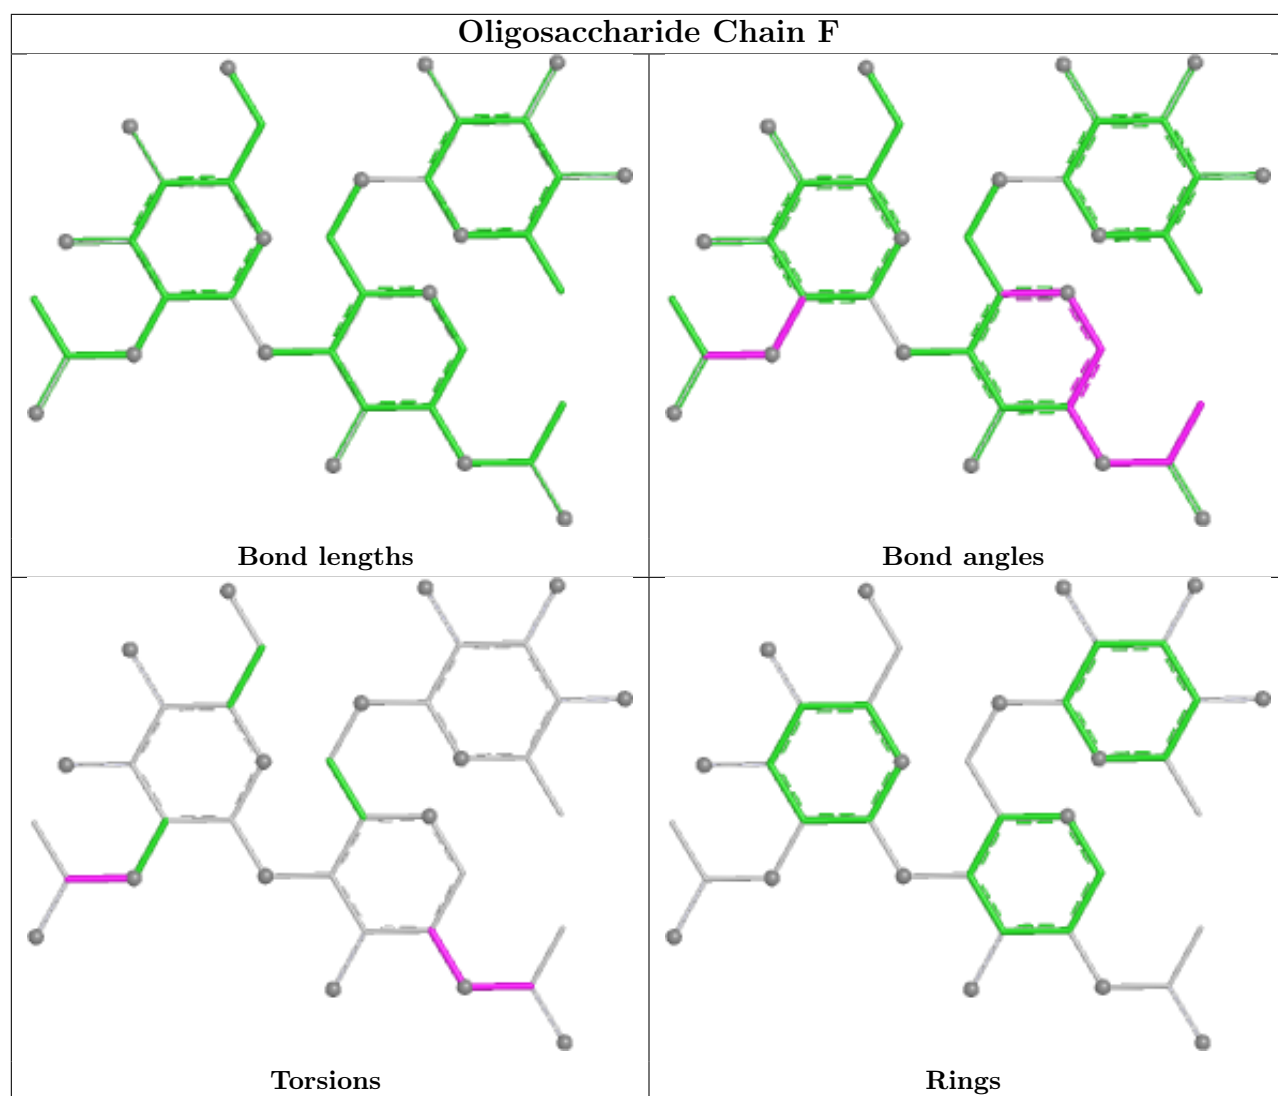 Oligosaccharide Chain F
Bond lengths
Bond angles
Torsions
Rings